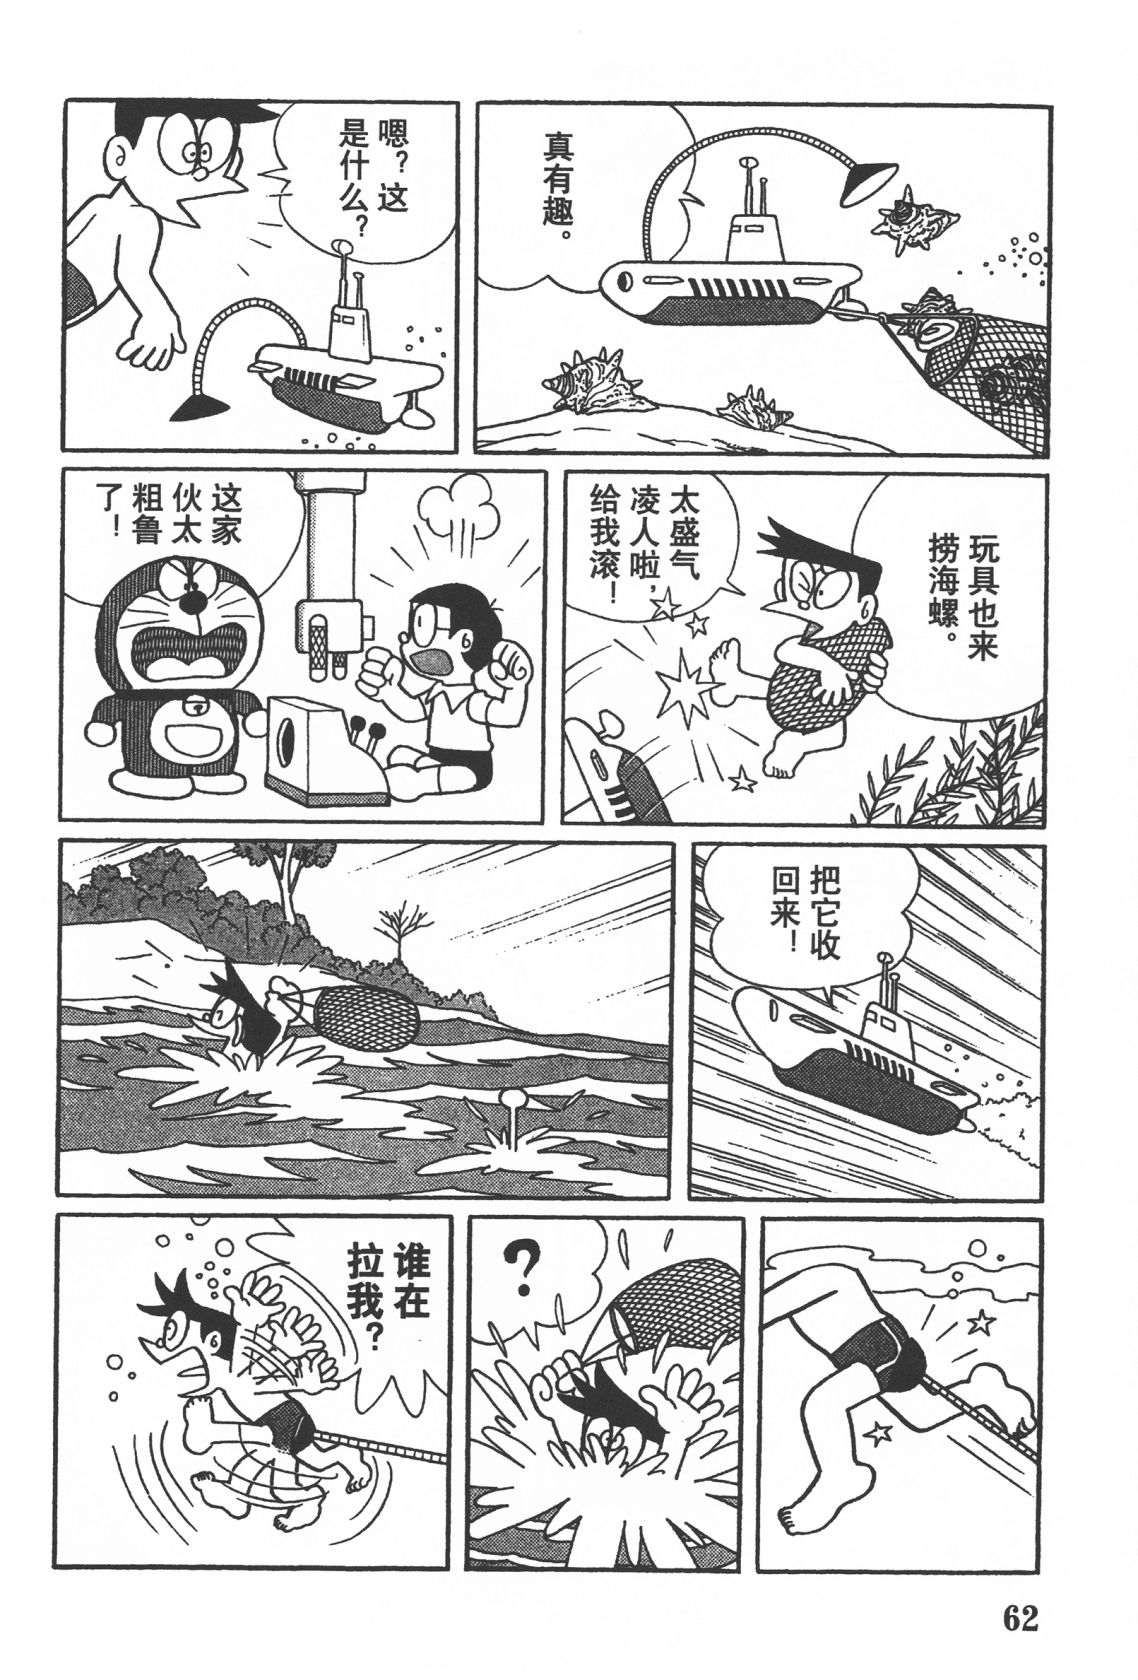 真有趣。
嗯？这
是什么？
玩具也来
捞海螺。
太盛气
凌人啦，
给我滚！
这家
伙太
粗鲁
了！
把它收
回来！
？
谁在
拉我？
62